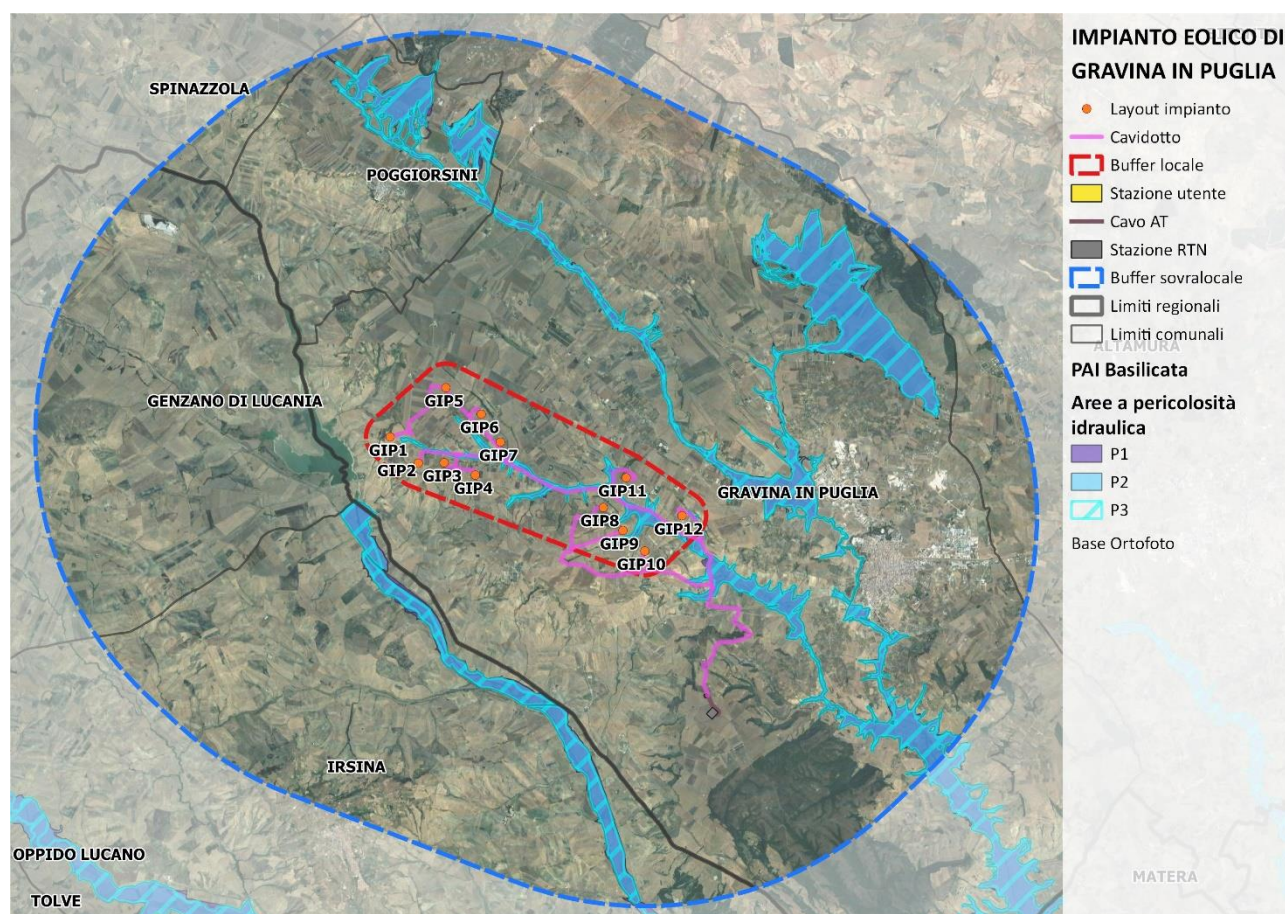 SPINAZZOLA
POGGIORSINI
GENZANO DI LUCANIA
GIP5
GIP6
GIP1
GIP7
GIP2
GIP3
GIP4
GIP11
GRAVINA IN PUGLIA
GIP8
GIP12
GIP9
GIP10
IRSINA
OPPIDO LUCANO
TOLVE
IMPIANTO EOLICO DI
GRAVINA IN PUGLIA
Layout impianto
Cavidotto
Buffer locale
Stazione utente
Cavo AT
Stazione RTN
Buffer sovralocale
Limiti regionali
Limiti comunali
ALTAMURA
PAI Basilicata
Aree a pericolosità
idraulica
P1
P2
P3
Base Ortofoto
MATERA